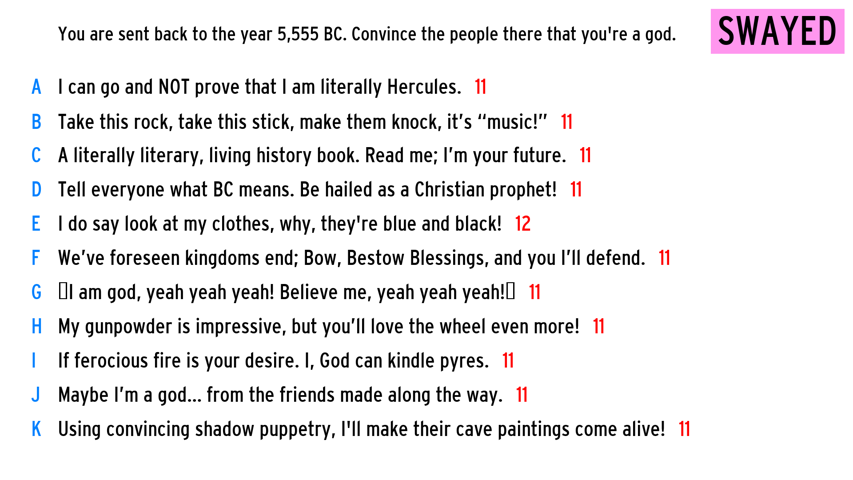 You are sent back to the year 5,555 BC. Convince the people there that you're a god.
SWAYED
A I can go and NOT prove that I am literally Hercules. 11
B Take this rock, take this stick, make them knock, it's “music!” 11
C A literally literary, living history book. Read me; I'm your future. 11
D Tell everyone what BC means. Be hailed as a Christian prophet! 11
E I do say look at my clothes, why, they're blue and black! 12
F We've foreseen kingdoms end; Bow, Bestow Blessings, and you I'll defend. 11
G I am god, yeah yeah yeah! Believe me, yeah yeah yeah! 11
H My gunpowder is impressive, but you'll love the wheel even more! 11
I If ferocious fire is your desire. I, God can kindle pyres. 11
J Maybe I'm a god... from the friends made along the way. 11
K Using convincing shadow puppetry, I'll make their cave paintings come alive! 11